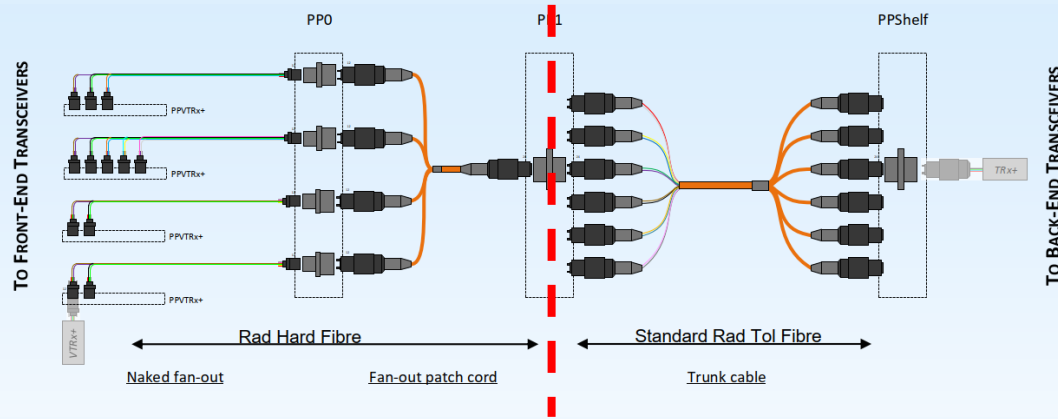 PP0
PP1
PPShelf
TO FRONT-END TRANSCEIVERS
PPVTRx+
PPVTRx+
PPVTRx+
PPVTRx+
VTRx+
TRx+
TO BACK-END TRANSCEIVERS
Rad Hard Fibre
Standard Rad Tol Fibre
Naked fan-out
Fan-out patch cord
Trunk cable